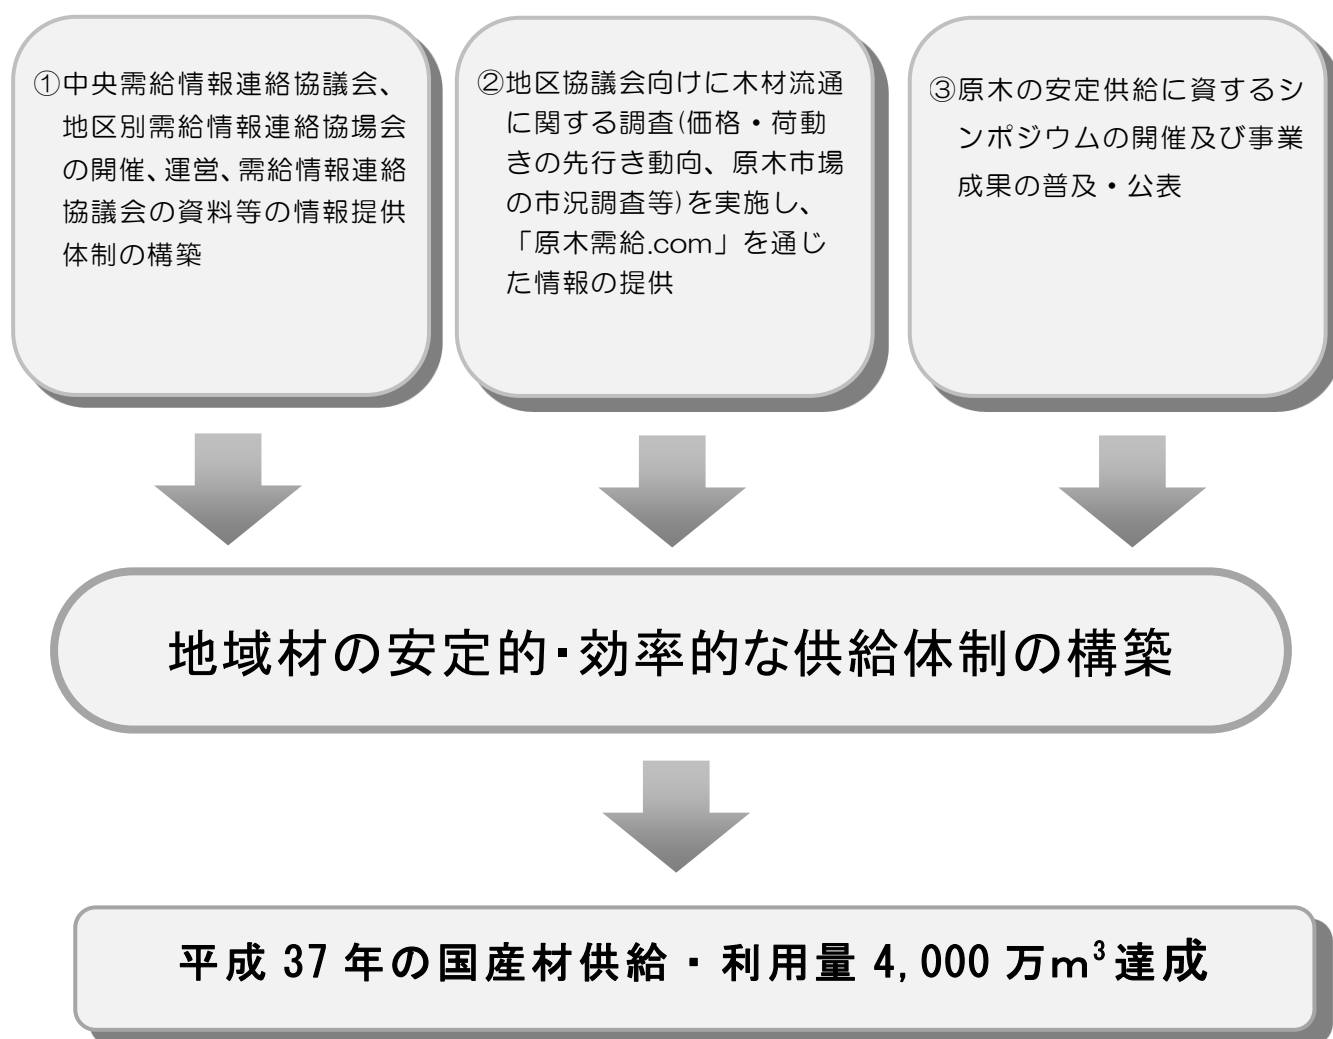 ①中央需給情報連絡協議会、
地区別需給情報連絡協場会
の開催、運営、需給情報連絡
協議会の資料等の情報提供
体制の構築
②地区協議会向けに木材流通
に関する調査(価格・荷動
きの先行き動向、原木市場
の市況調査等)を実施し、
「原木需給.com」を通じ
た情報の提供
③原木の安定供給に資するシ
ンポジウムの開催及び事業
成果の普及・公表
地域材の安定的・効率的な供給体制の構築
平成 37 年の国産材供給・利用量 4,000 万m³達成